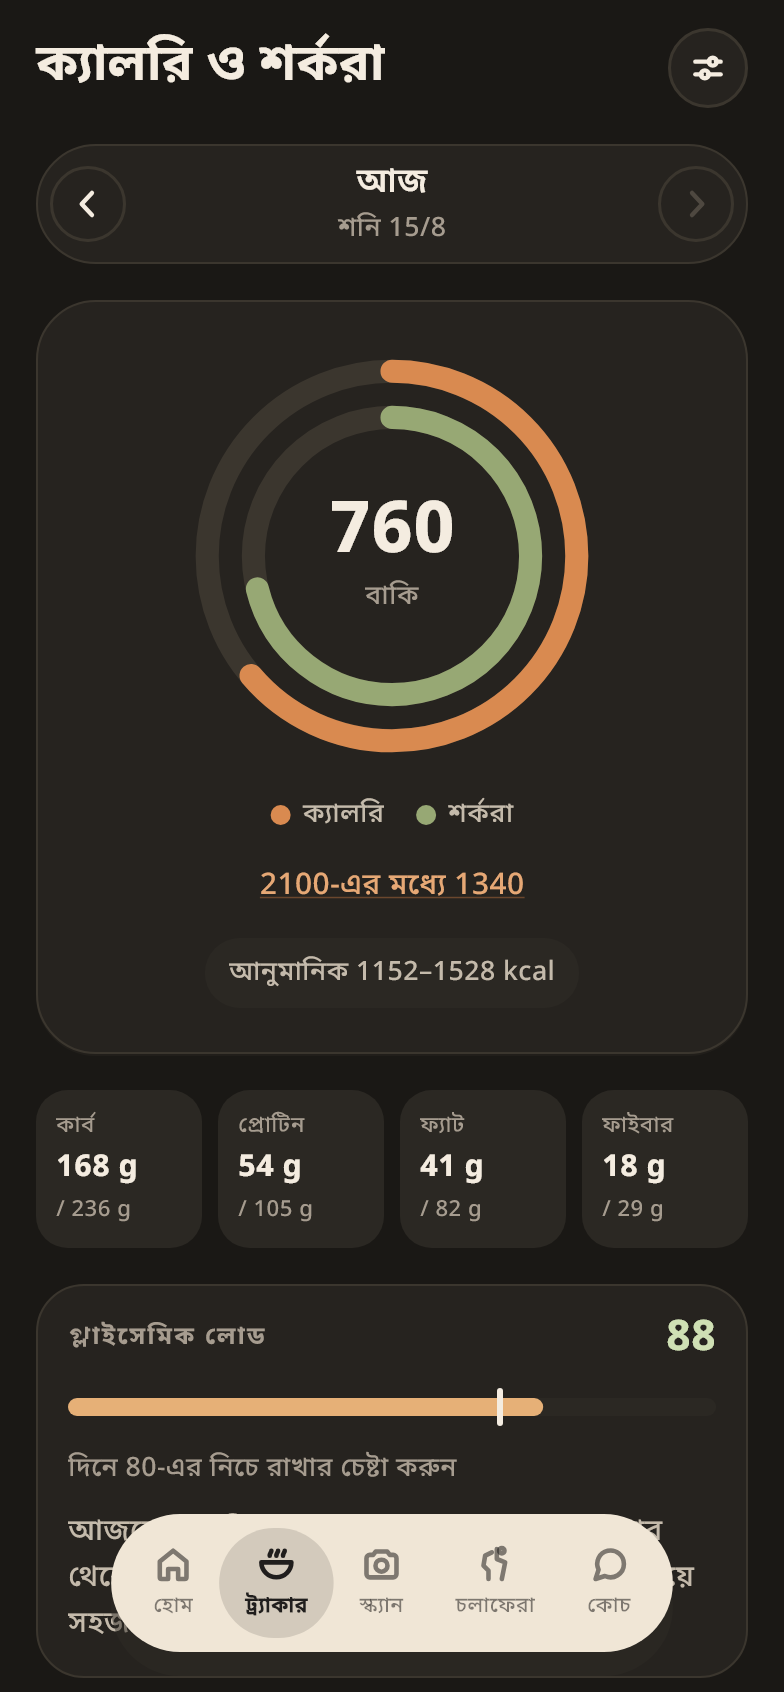 ক্যালরি ও শর্করা
আজ
শনি 15/8
760
বাকি
ক্যালরি
শর্করা
2100-এর মধ্যে 1340
আনুমানিক 1152–1528 kcal
কার্ব
168 g
/ 236 g
প্রোটিন
54 g
/ 105 g
ফ্যাট
41 g
/ 82 g
ফাইবার
18 g
/ 29 g
গ্লাইসেমিক লোড
88
দিনে 80-এর নিচে রাখার চেষ্টা করুন
হোম
ট্র্যাকার
স্ক্যান
চলাফেরা
কোচ